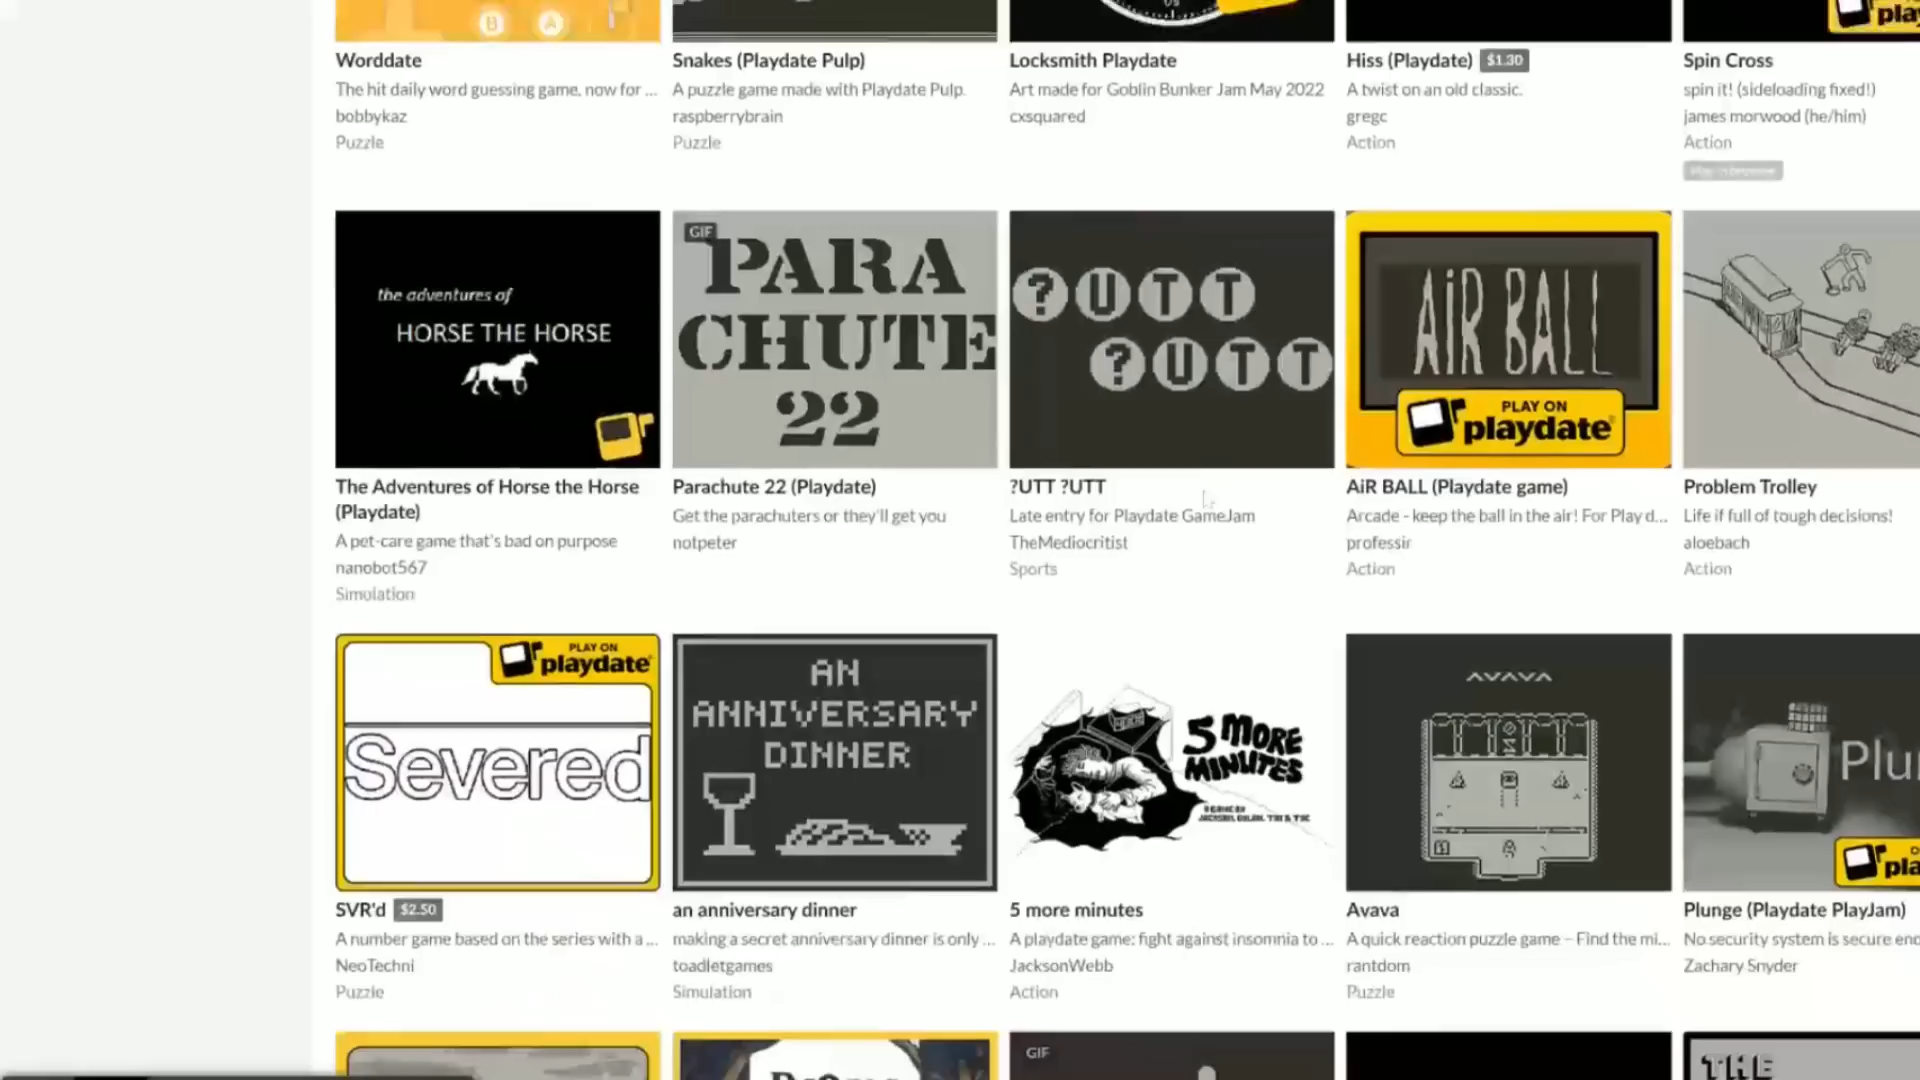 B A
Worddate
The hit daily word guessing game, now for ...
bobbykaz
Puzzle
Snakes (Playdate Pulp)
A puzzle game made with Playdate Pulp.
raspberrybrain
Puzzle
Locksmith Playdate
Art made for Goblin Bunker Jam May 2022
cxsquared
Hiss (Playdate) $1.30
A twist on an old classic.
gregc
Action
Spin Cross
spin it! (sideloading fixed!)
james morwood (he/him)
Action
the adventures of
HORSE THE HORSE
The Adventures of Horse the Horse
(Playdate)
A pet-care game that's bad on purpose
nanobot567
Simulation
GIF
PARA
CHUTE
22
Parachute 22 (Playdate)
Get the parachuters or they'll get you
notpeter
?UTT
?UTT
?UTT ?UTT
Late entry for Playdate GameJam
TheMediocritist
Sports
AiR BALL
PLAY ON
playdate
AiR BALL (Playdate game)
Arcade - keep the ball in the air! For Play d...
professir
Action
Problem Trolley
Life if full of tough decisions!
aloebach
Action
PLAY ON
playdate
Severed
SVR'd $2.50
A number game based on the series with a ...
NeoTechni
Puzzle
AN
ANNIVERSARY
DINNER
an anniversary dinner
making a secret anniversary dinner is only ...
toadletgames
Simulation
5 MORE
MINUTES
5 more minutes
A playdate game: fight against insomnia to ...
JacksonWebb
Action
AVAVA
Avava
A quick reaction puzzle game – Find the mi...
rantdom
Puzzle
Plu
pla
Plunge (Playdate PlayJam)
No security system is secure eno
Zachary Snyder
GIF
THE